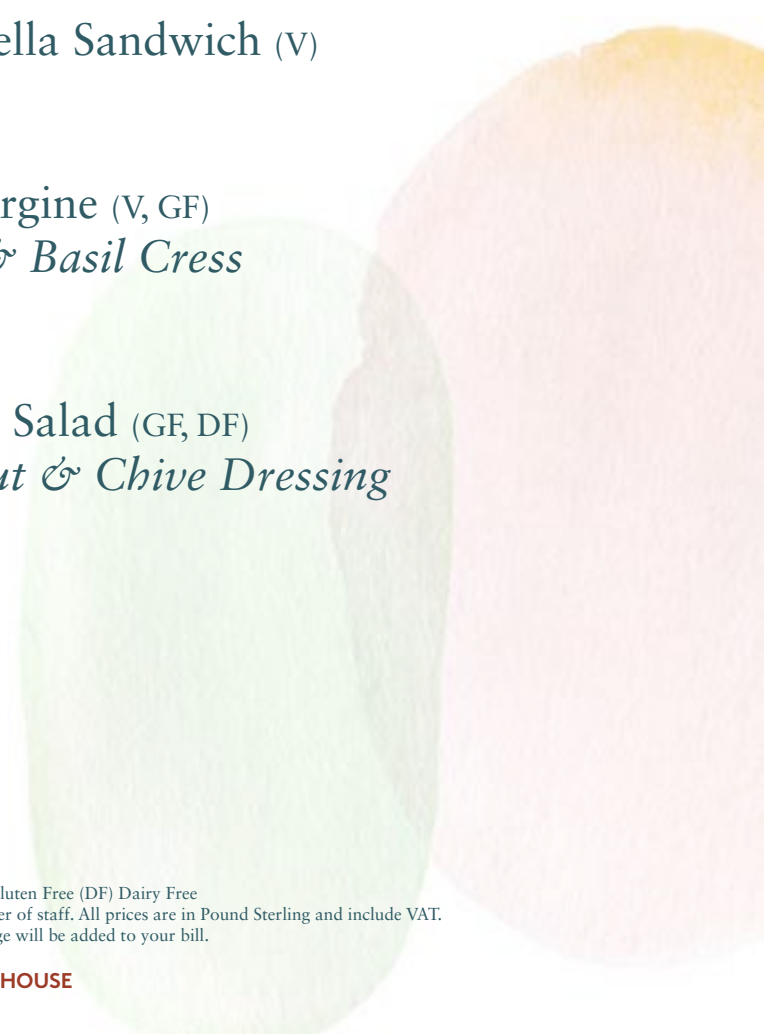 ella Sandwich (V)
rgine (V, GF)
& Basil Cress
Salad (GF, DF)
ut & Chive Dressing
luten Free (DF) Dairy Free
er of staff. All prices are in Pound Sterling and include VAT.
ge will be added to your bill.
HOUSE